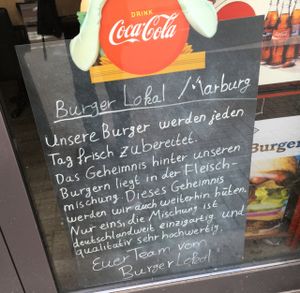 DRINK
Coca-Cola
Burger Lokal / Marburg
Unsere Burger werden jeden
Tag frisch zubereitet.
Das Geheimnis hinter unseren
Burgern liegt in der Fleisch-
mischung. Dieses Geheimnis
werden wir auch weiterhin hüten.
Nur eins, die Mischung ist
deutschlandweit einzigartig und
qualitativ sehr hochwertig.
Euer Team vom
Burger Lokal
Burger